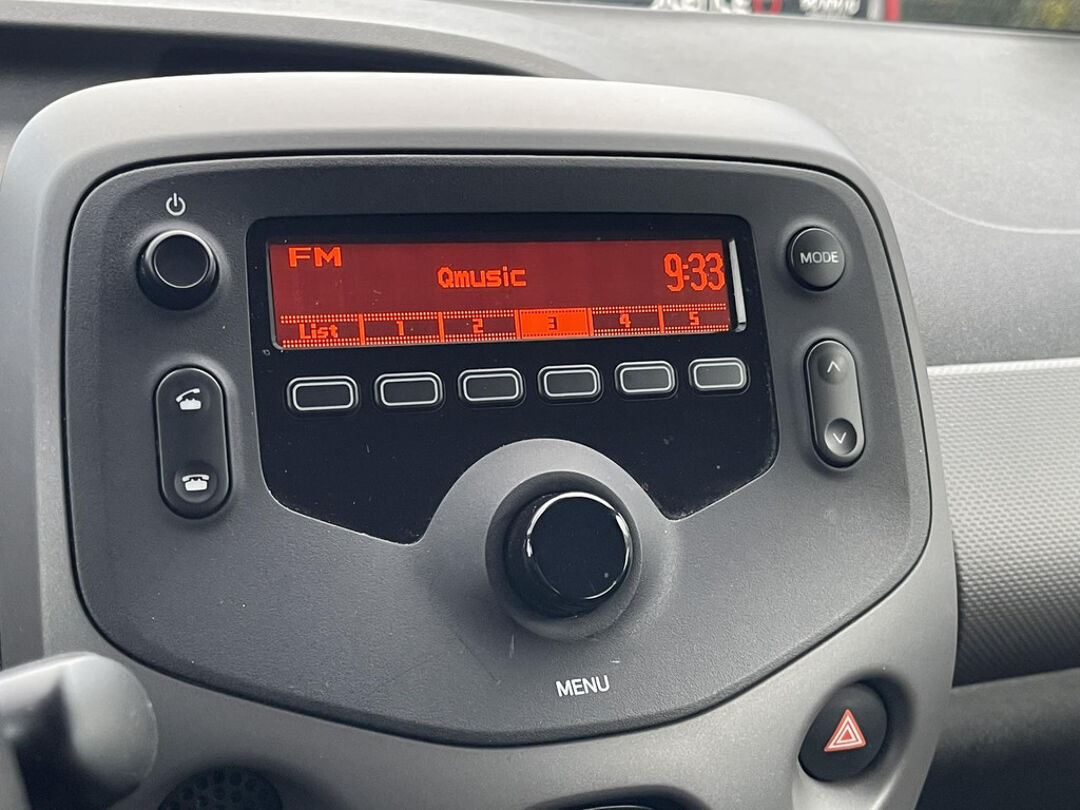 FM
Qmusic
9:33
List 1 2 3 4 5
MODE
MENU